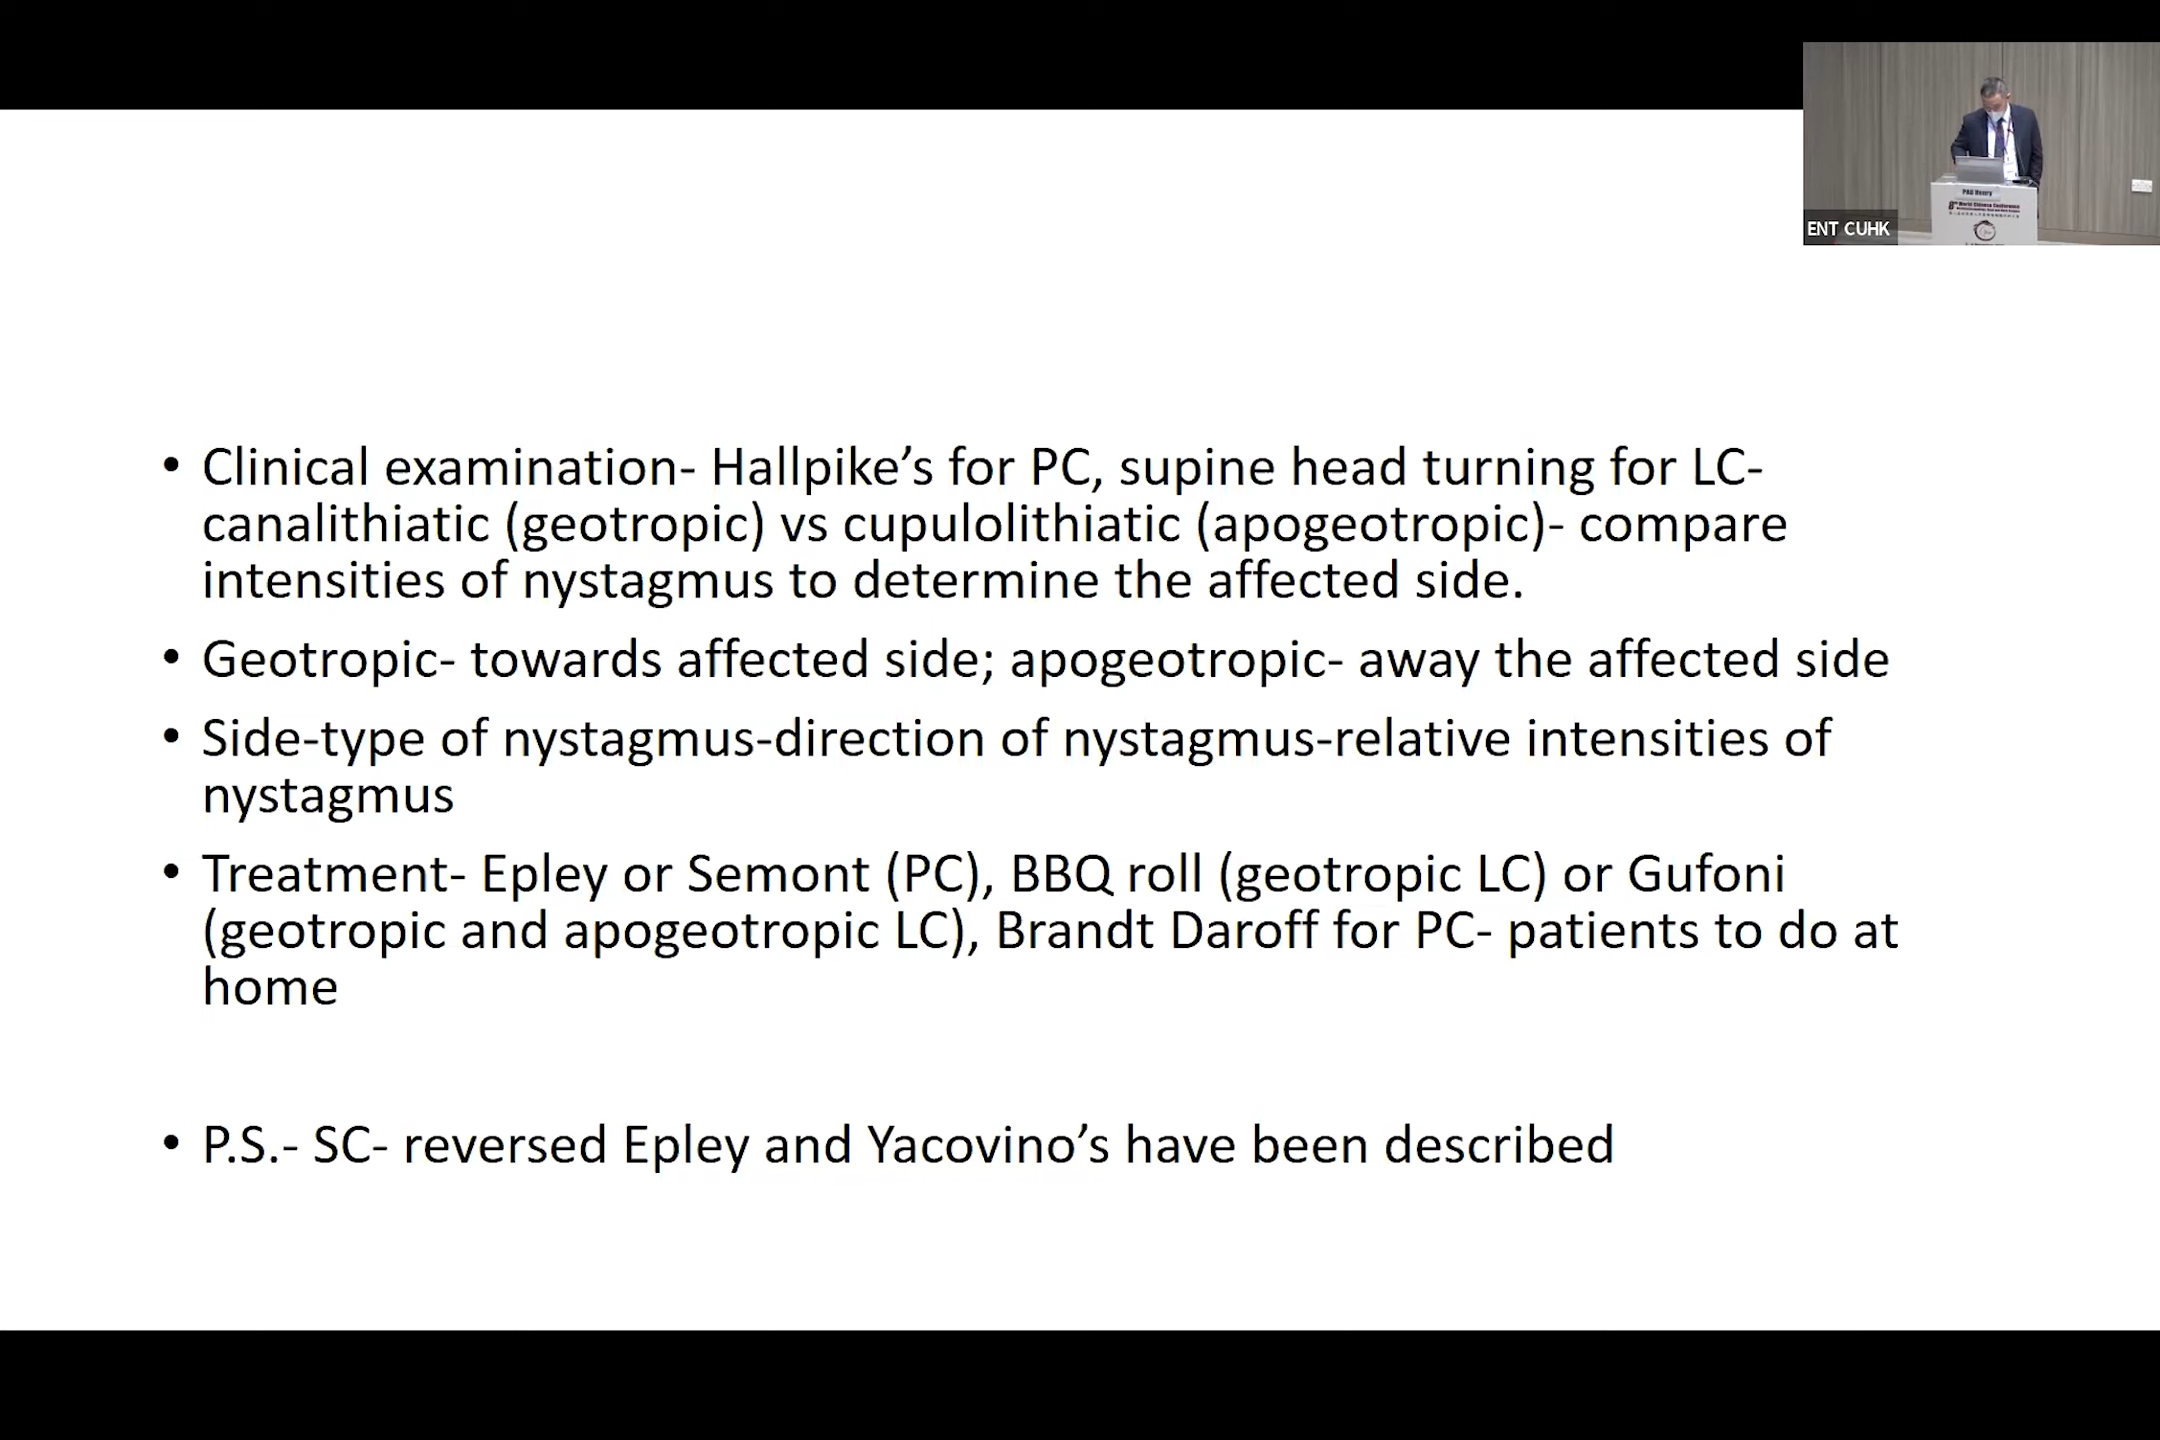 ENT CUHK
PAU Henry
• Clinical examination- Hallpike’s for PC, supine head turning for LC-
canalithiatic (geotropic) vs cupulolithiatic (apogeotropic)- compare
intensities of nystagmus to determine the affected side.
• Geotropic- towards affected side; apogeotropic- away the affected side
• Side-type of nystagmus-direction of nystagmus-relative intensities of
nystagmus
• Treatment- Epley or Semont (PC), BBQ roll (geotropic LC) or Gufoni
(geotropic and apogeotropic LC), Brandt Daroff for PC- patients to do at
home
• P.S.- SC- reversed Epley and Yacovino’s have been described